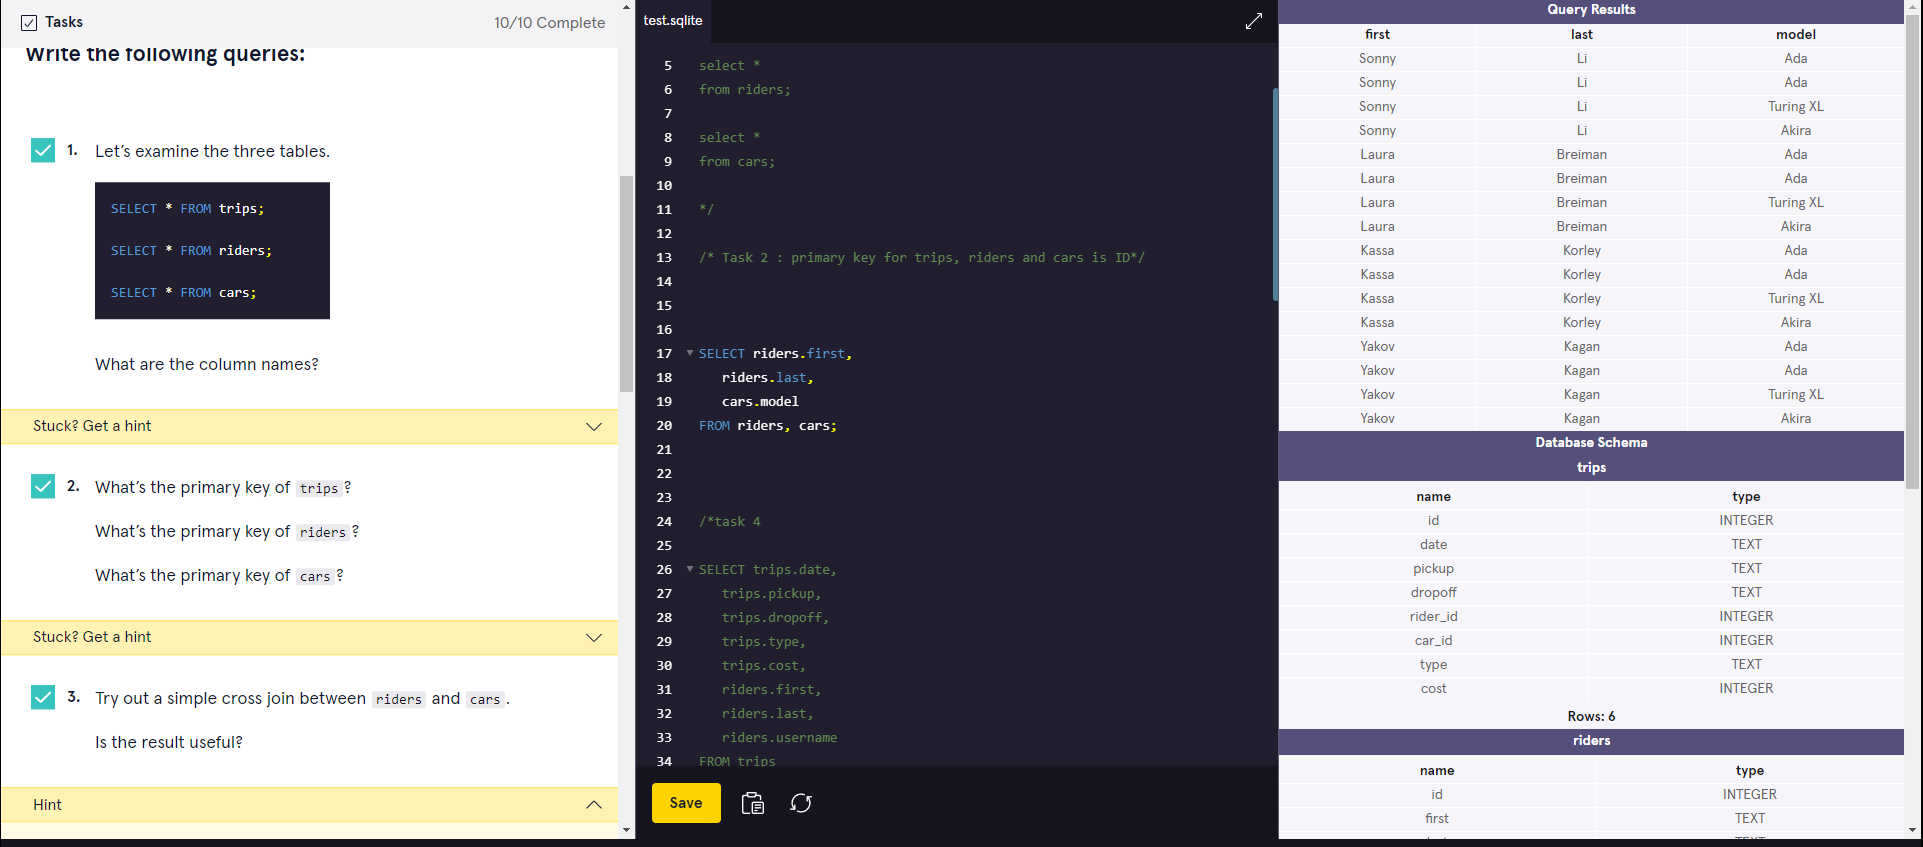 Tasks
10/10 Complete
Write the following queries:
1. Let's examine the three tables.
SELECT * FROM trips;
SELECT * FROM riders;
SELECT * FROM cars;
What are the column names?
Stuck? Get a hint
2. What's the primary key of trips?
What's the primary key of riders?
What's the primary key of cars?
Stuck? Get a hint
3. Try out a simple cross join between riders and cars.
Is the result useful?
Hint
test.sqlite
5 select *
6 from riders;
7
8 select *
9 from cars;
10
11 */
12
13 /* Task 2 : primary key for trips, riders and cars is ID*/
14
15
16
17 SELECT riders.first,
18 riders.last,
19 cars.model
20 FROM riders, cars;
21
22
23
24 /*task 4
25
26 SELECT trips.date,
27 trips.pickup,
28 trips.dropoff,
29 trips.type,
30 trips.cost,
31 riders.first,
32 riders.last,
33 riders.username
34 FROM trips
Save
Query Results
first last model
Sonny Li Ada
Sonny Li Ada
Sonny Li Turing XL
Sonny Li Akira
Laura Breiman Ada
Laura Breiman Ada
Laura Breiman Turing XL
Laura Breiman Akira
Kassa Korley Ada
Kassa Korley Ada
Kassa Korley Turing XL
Kassa Korley Akira
Yakov Kagan Ada
Yakov Kagan Ada
Yakov Kagan Turing XL
Yakov Kagan Akira
Database Schema
trips
name type
id INTEGER
date TEXT
pickup TEXT
dropoff TEXT
rider_id INTEGER
car_id INTEGER
type TEXT
cost INTEGER
Rows: 6
riders
name type
id INTEGER
first TEXT